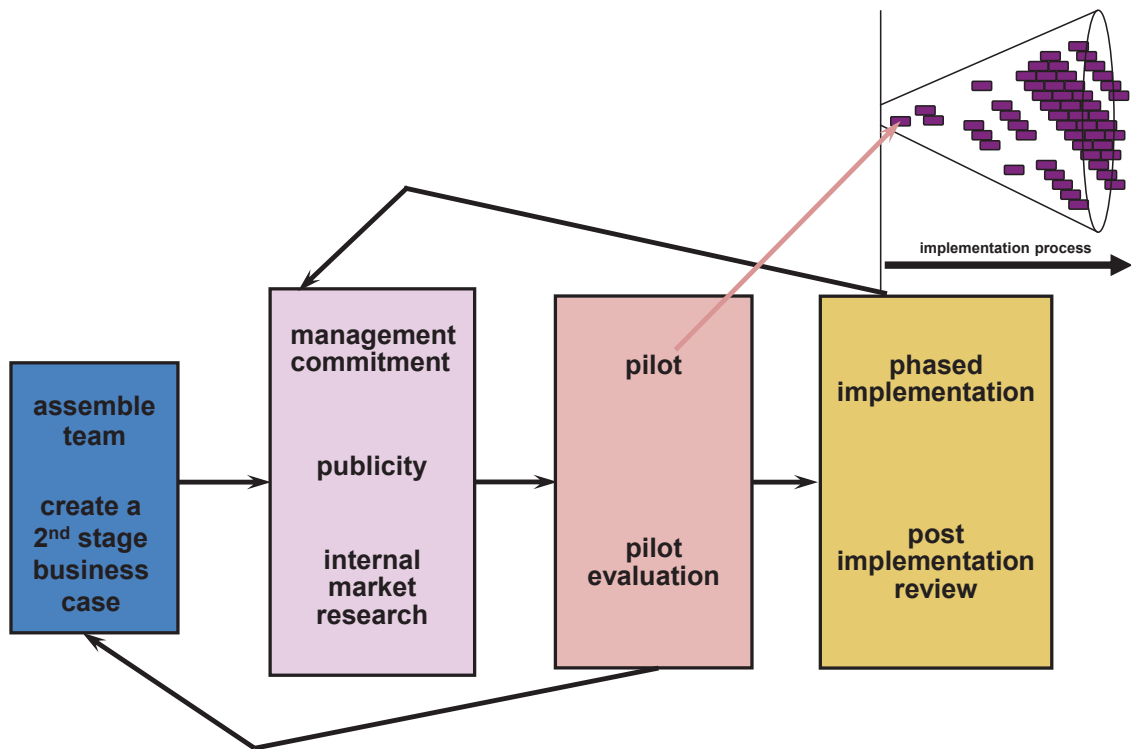 implementation process
assemble
team
create a
2nd stage
business
case
management
commitment
publicity
internal
market
research
pilot
pilot
evaluation
phased
implementation
post
implementation
review